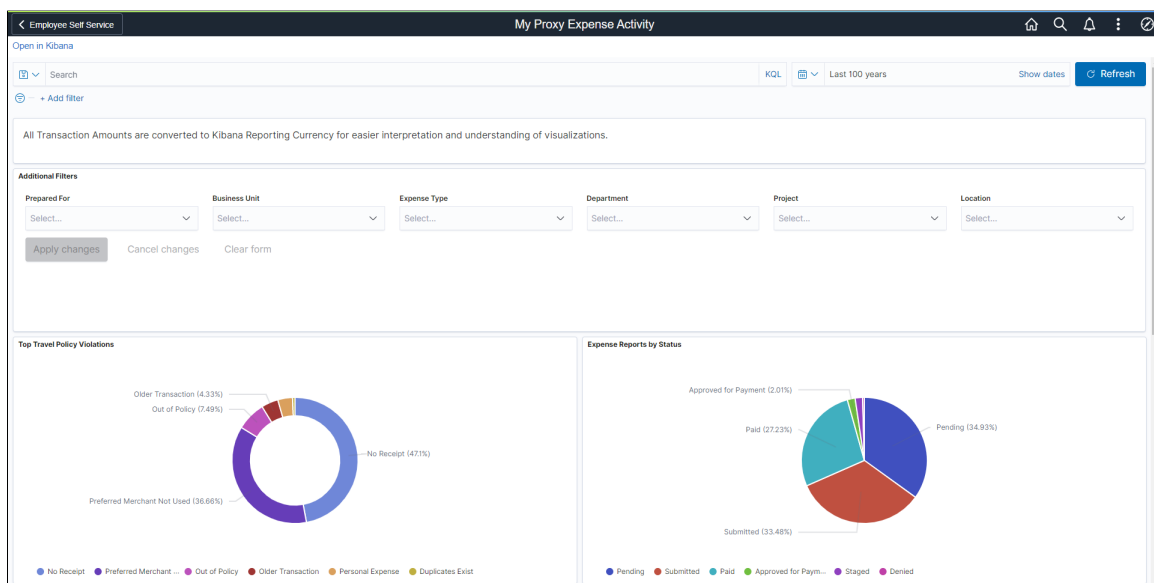 Employee Self Service
My Proxy Expense Activity
Open in Kibana
Search
KQL
Last 100 years
Show dates
Refresh
+ Add filter
All Transaction Amounts are converted to Kibana Reporting Currency for easier interpretation and understanding of visualizations.
Additional Filters
Prepared For
Business Unit
Expense Type
Department
Project
Location
Select...
Select...
Select...
Select...
Select...
Select...
Apply changes
Cancel changes
Clear form
Top Travel Policy Violations
Older Transaction (4.33%)
Out of Policy (7.49%)
No Receipt (47.1%)
Preferred Merchant Not Used (36.66%)
No Receipt
Preferred Merchant ...
Out of Policy
Older Transaction
Personal Expense
Duplicates Exist
Expense Reports by Status
Approved for Payment (2.01%)
Paid (27.23%)
Pending (34.93%)
Submitted (33.48%)
Pending
Submitted
Paid
Approved for Paym...
Staged
Denied